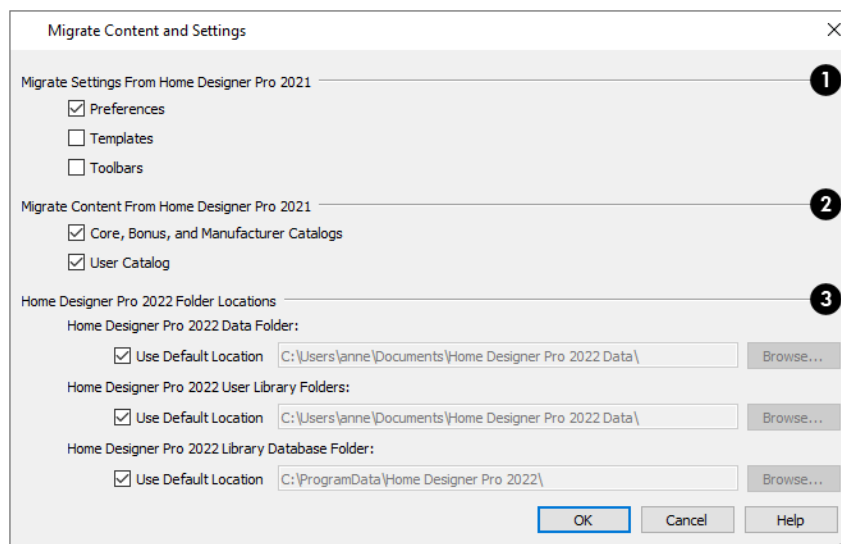 Migrate Content and Settings
Migrate Settings From Home Designer Pro 2021
1
Preferences
Templates
Toolbars
Migrate Content From Home Designer Pro 2021
2
Core, Bonus, and Manufacturer Catalogs
User Catalog
Home Designer Pro 2022 Folder Locations
3
Home Designer Pro 2022 Data Folder:
Use Default Location C:\Users\anne\Documents\Home Designer Pro 2022 Data\ Browse...
Home Designer Pro 2022 User Library Folders:
Use Default Location C:\Users\anne\Documents\Home Designer Pro 2022 Data\ Browse...
Home Designer Pro 2022 Library Database Folder:
Use Default Location C:\ProgramData\Home Designer Pro 2022\ Browse...
OK Cancel Help